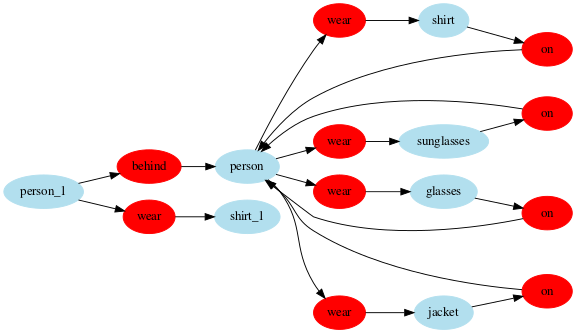 wear
shirt
on
on
wear
sunglasses
behind
person
person_1
wear
glasses
wear
shirt_1
on
on
wear
jacket